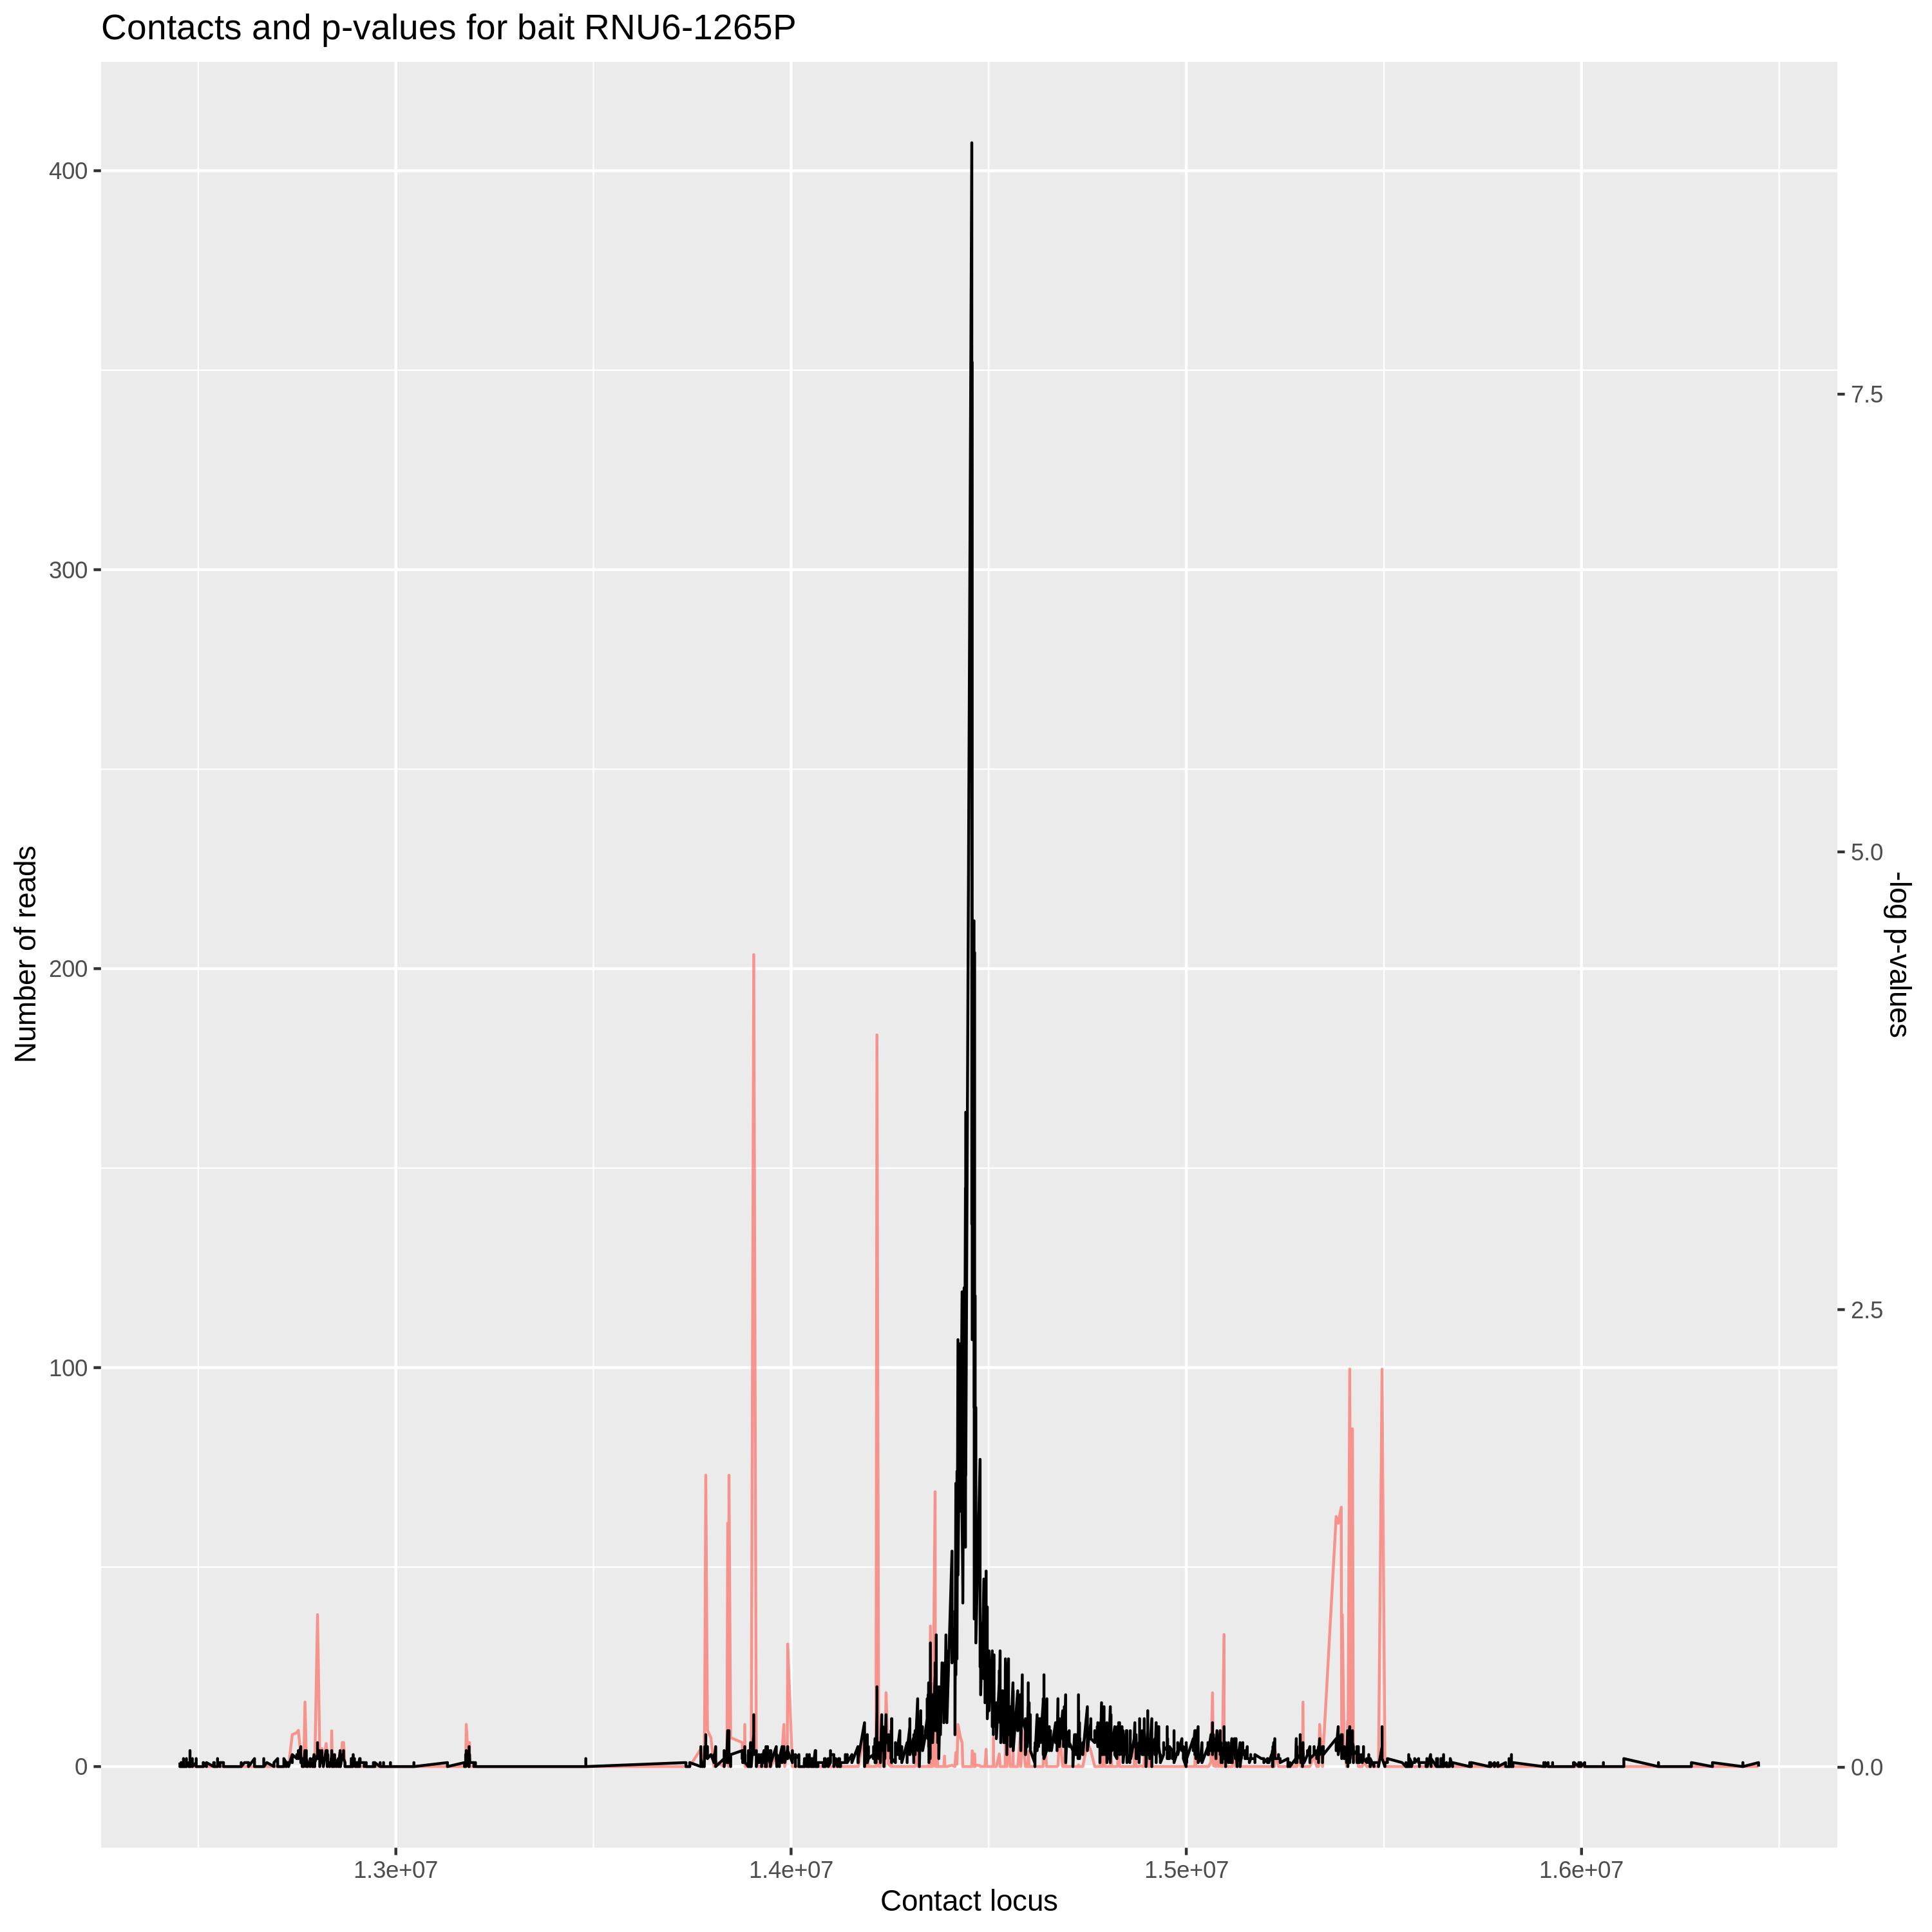 Contacts and p-values for bait RNU6-1265P
400
300
200
100
0
Number of reads
7.5
5.0
2.5
0.0
-log p-values
1.3e+07
1.4e+07
1.5e+07
1.6e+07
Contact locus